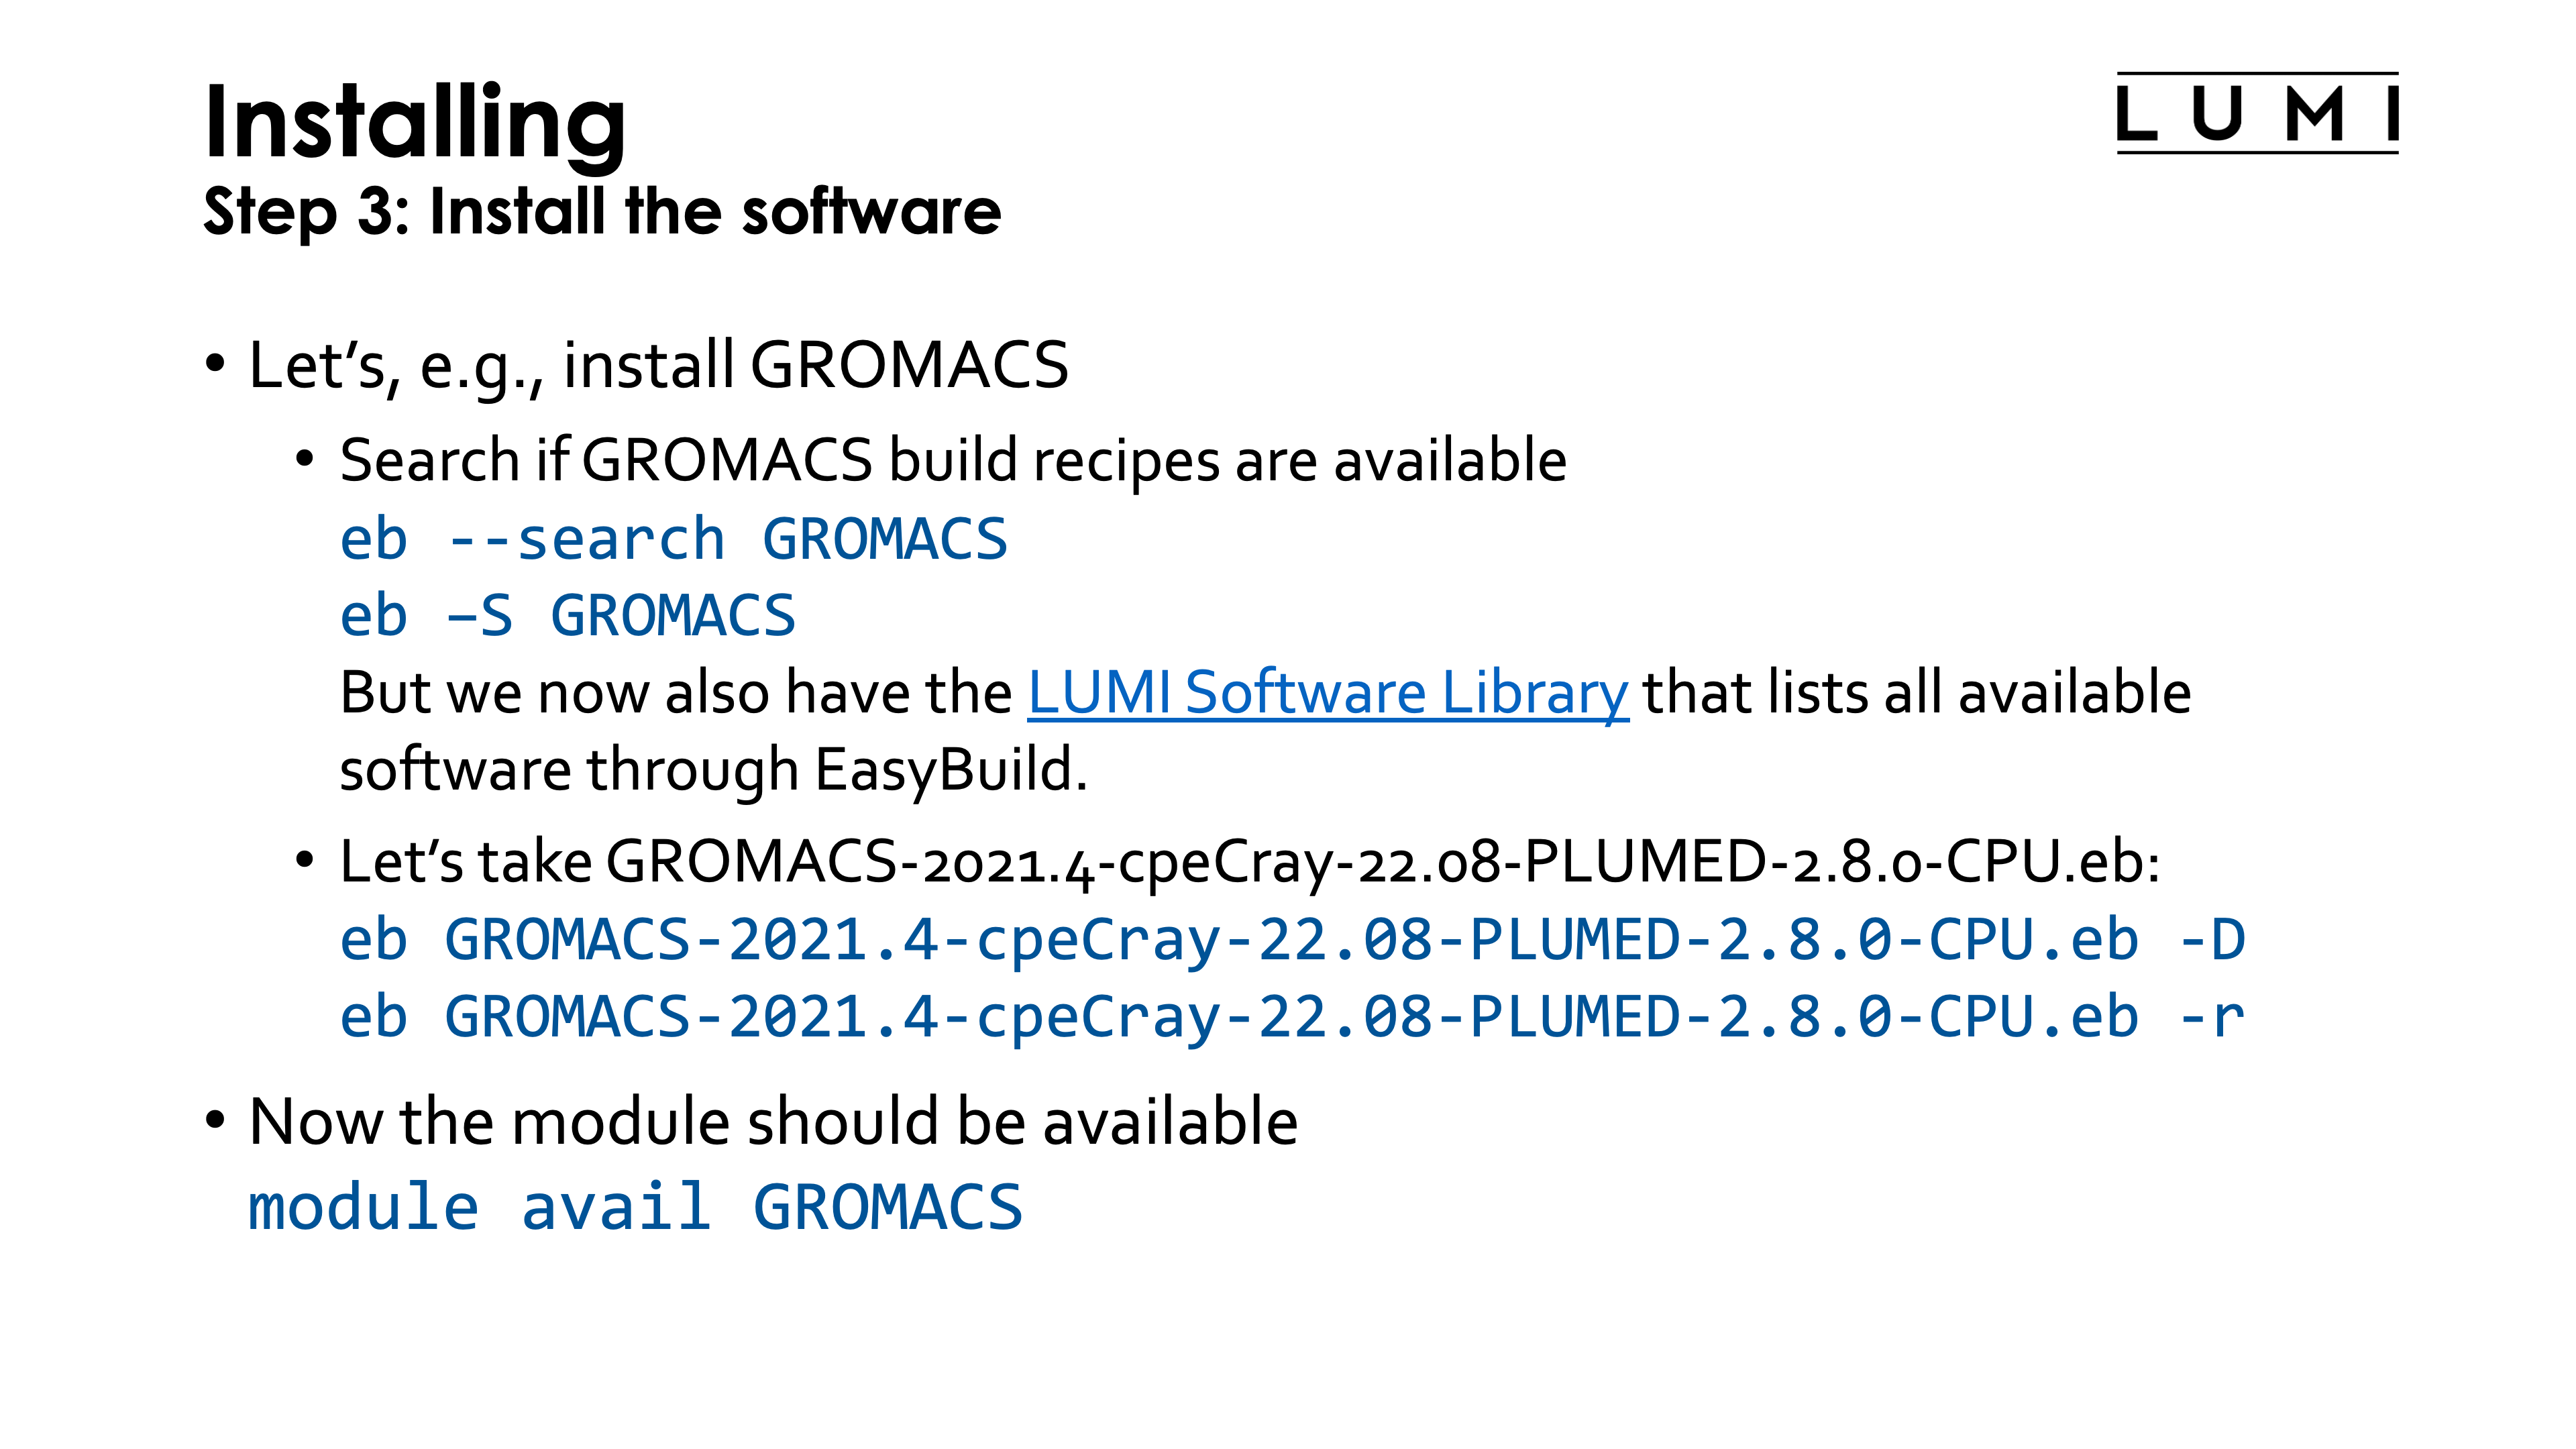 Installing
LUMI
Step 3: Install the software
• Let’s, e.g., install GROMACS
• Search if GROMACS build recipes are available
eb --search GROMACS
eb –S GROMACS
But we now also have the LUMI Software Library that lists all available
software through EasyBuild.
• Let’s take GROMACS-2021.4-cpeCray-22.08-PLUMED-2.8.0-CPU.eb:
eb GROMACS-2021.4-cpeCray-22.08-PLUMED-2.8.0-CPU.eb -D
eb GROMACS-2021.4-cpeCray-22.08-PLUMED-2.8.0-CPU.eb -r
• Now the module should be available
module avail GROMACS